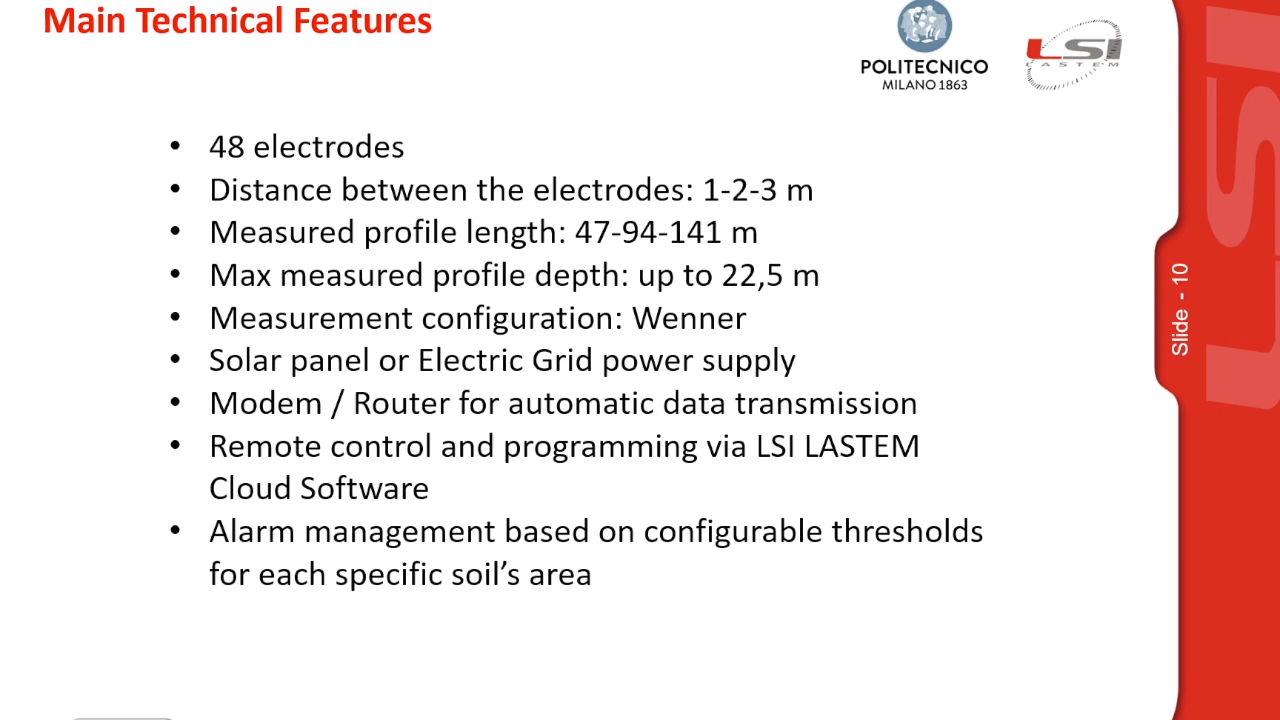 Main Technical Features
POLITECNICO
MILANO 1863
LSI
LASTEM
• 48 electrodes
• Distance between the electrodes: 1-2-3 m
• Measured profile length: 47-94-141 m
• Max measured profile depth: up to 22,5 m
• Measurement configuration: Wenner
• Solar panel or Electric Grid power supply
• Modem / Router for automatic data transmission
• Remote control and programming via LSI LASTEM
Cloud Software
• Alarm management based on configurable thresholds
for each specific soil’s area
Slide - 10
LSI